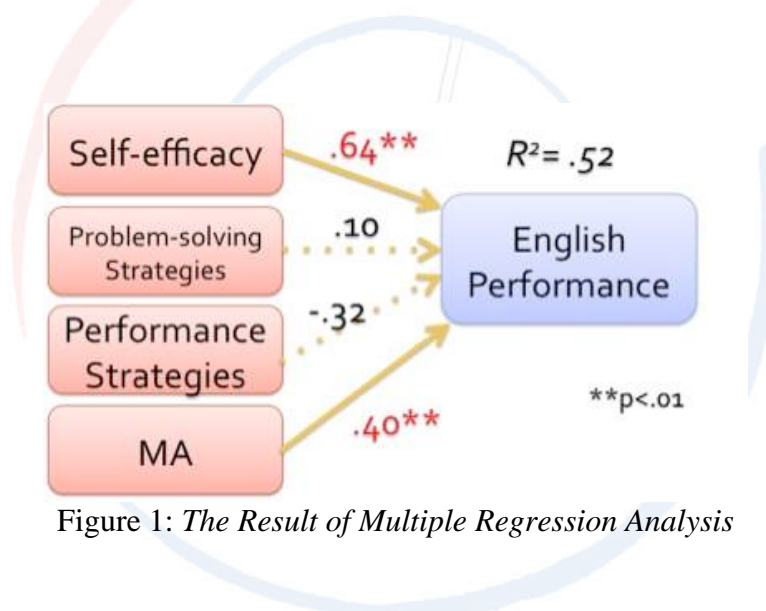 Self-efficacy
.64**
R²= .52
Problem-solving
Strategies
.10
English
Performance
Performance
Strategies
-.32
**p<.01
MA
.40**
Figure 1: The Result of Multiple Regression Analysis